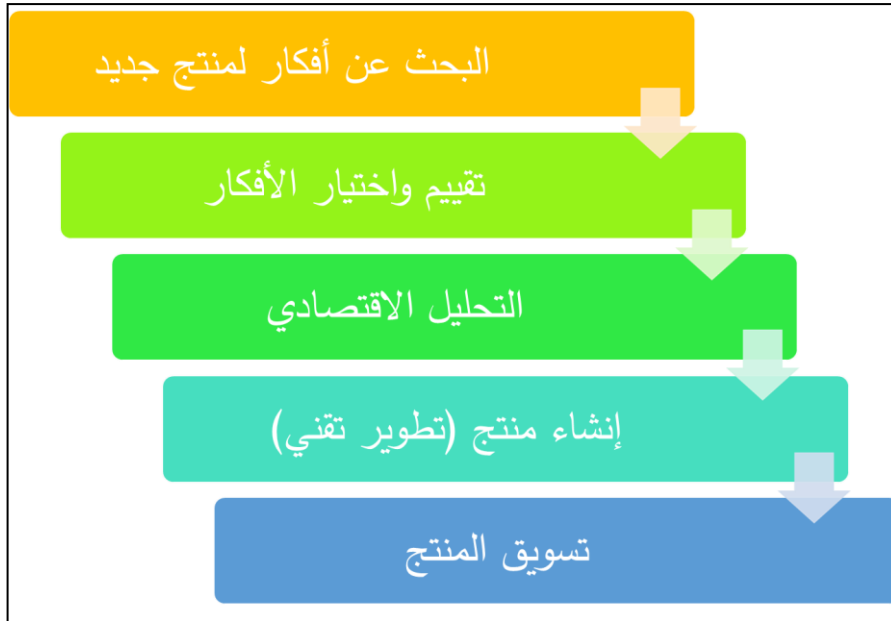 البحث عن أفكار لمنتج جديد
تقييم واختيار الأفكار
التحليل الاقتصادي
إنشاء منتج (تطوير تقني)
تسويق المنتج